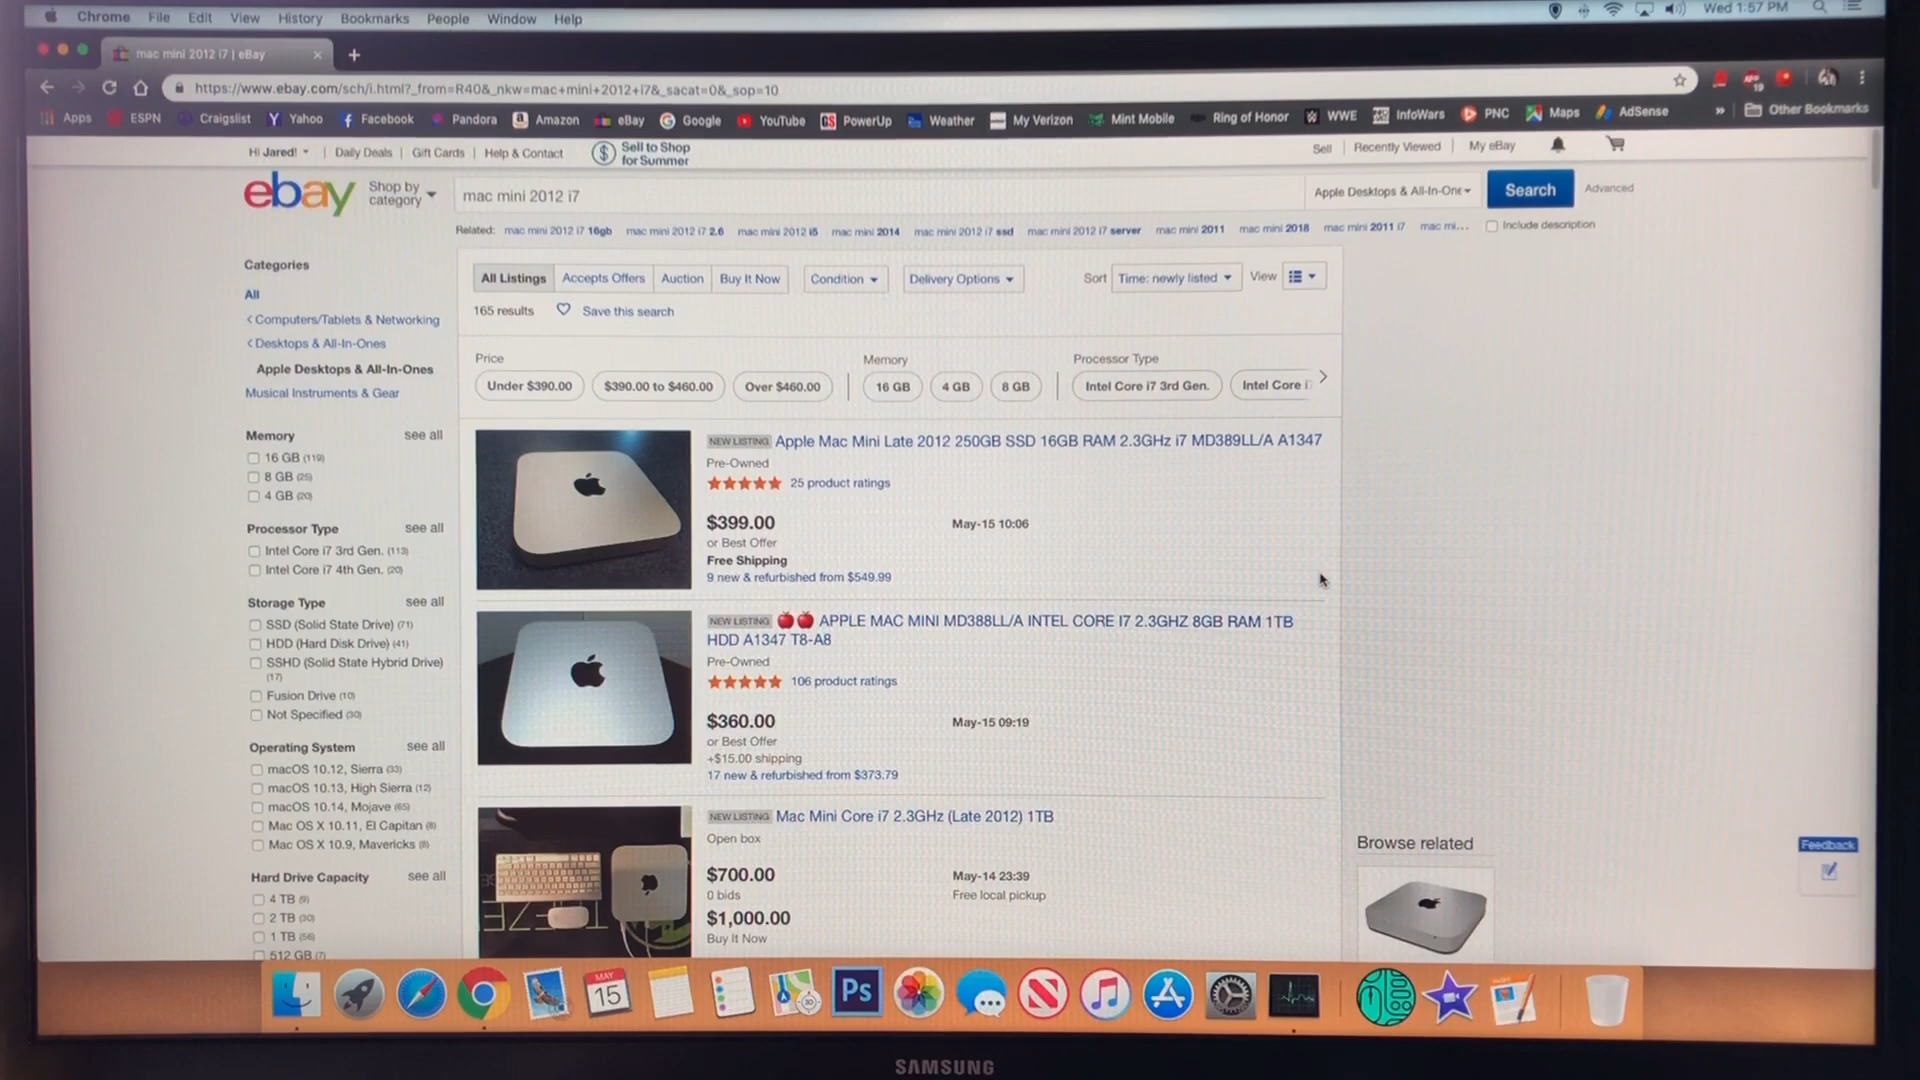 Chrome File Edit View History Bookmarks People Window Help Wed 1:57 PM
mac mini 2012 i7 | eBay
https://www.ebay.com/sch/i.html?_from=R40&_nkw=mac+mini+2012+i7&_sacat=0&_sop=10
Apps ESPN Craigslist Yahoo Facebook Pandora Amazon eBay Google YouTube PowerUp Weather My Verizon Mint Mobile Ring of Honor WWE InfoWars PNC Maps AdSense » Other Bookmarks
Hi Jared! Daily Deals Gift Cards Help & Contact Sell to Shop for Summer Sell Recently Viewed My eBay
ebay Shop by category mac mini 2012 i7 Apple Desktops & All-In-One Search Advanced
Related: mac mini 2012 i7 16gb mac mini 2012 i7 2.6 mac mini 2012 i5 mac mini 2014 mac mini 2012 i7 ssd mac mini 2012 i7 server mac mini 2011 mac mini 2018 mac mini 2011 i7 mac mi... Include description
Categories
All
< Computers/Tablets & Networking
< Desktops & All-In-Ones
Apple Desktops & All-In-Ones
Musical Instruments & Gear
Memory see all
16 GB (119)
8 GB (25)
4 GB (20)
Processor Type see all
Intel Core i7 3rd Gen. (113)
Intel Core i7 4th Gen. (20)
Storage Type see all
SSD (Solid State Drive) (71)
HDD (Hard Disk Drive) (41)
SSHD (Solid State Hybrid Drive)
(17)
Fusion Drive (10)
Not Specified (30)
Operating System see all
macOS 10.12, Sierra (33)
macOS 10.13, High Sierra (12)
macOS 10.14, Mojave (65)
Mac OS X 10.11, El Capitan (8)
Mac OS X 10.9, Mavericks (8)
Hard Drive Capacity see all
4 TB (9)
2 TB (30)
1 TB (56)
512 GB (7)
All Listings Accepts Offers Auction Buy It Now Condition Delivery Options Sort Time: newly listed View
165 results Save this search
Price Memory Processor Type
Under $390.00 $390.00 to $460.00 Over $460.00 16 GB 4 GB 8 GB Intel Core i7 3rd Gen. Intel Core i
NEW LISTING Apple Mac Mini Late 2012 250GB SSD 16GB RAM 2.3GHz i7 MD389LL/A A1347
Pre-Owned
25 product ratings
$399.00 May-15 10:06
or Best Offer
Free Shipping
9 new & refurbished from $549.99
NEW LISTING 🍎🍎 APPLE MAC MINI MD388LL/A INTEL CORE I7 2.3GHZ 8GB RAM 1TB
HDD A1347 T8-A8
Pre-Owned
106 product ratings
$360.00 May-15 09:19
or Best Offer
+$15.00 shipping
17 new & refurbished from $373.79
NEW LISTING Mac Mini Core i7 2.3GHz (Late 2012) 1TB
Open box
$700.00 May-14 23:39
0 bids Free local pickup
$1,000.00
Buy It Now
Browse related
Feedback
MAY
15
Ps
SAMSUNG